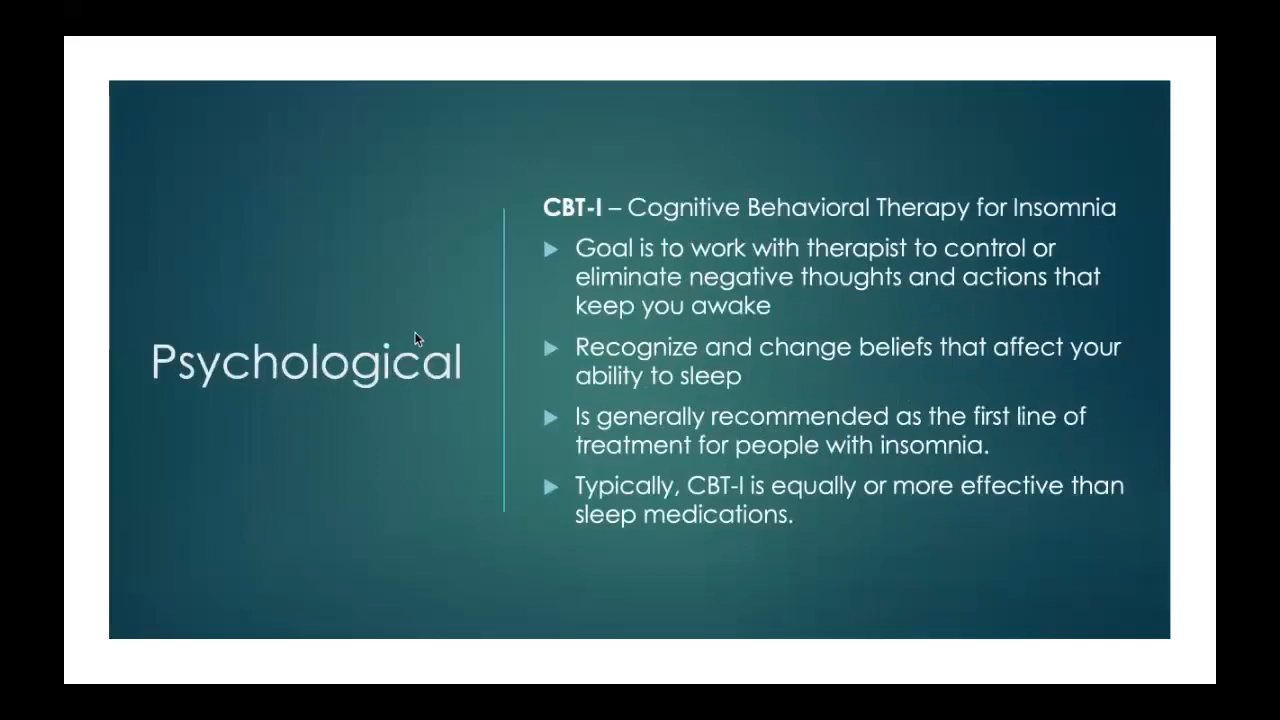 Psychological
CBT-I – Cognitive Behavioral Therapy for Insomnia
Goal is to work with therapist to control or
eliminate negative thoughts and actions that
keep you awake
Recognize and change beliefs that affect your
ability to sleep
Is generally recommended as the first line of
treatment for people with insomnia.
Typically, CBT-I is equally or more effective than
sleep medications.